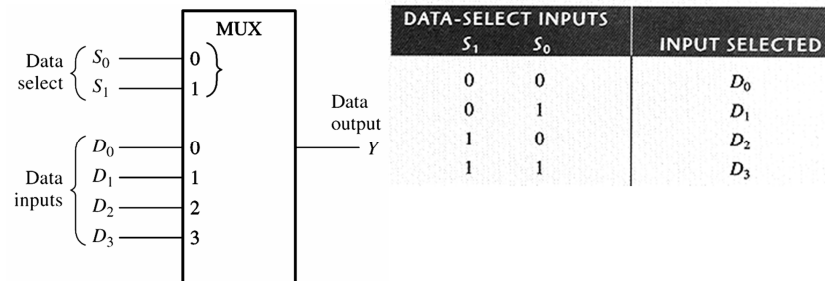 MUX
Data select
S₀ 0
S₁ 1
Data inputs
D₀ 0
D₁ 1
D₂ 2
D₃ 3
Data output
Y
DATA-SELECT INPUTS
S₁ S₀ INPUT SELECTED
0 0 D₀
0 1 D₁
1 0 D₂
1 1 D₃